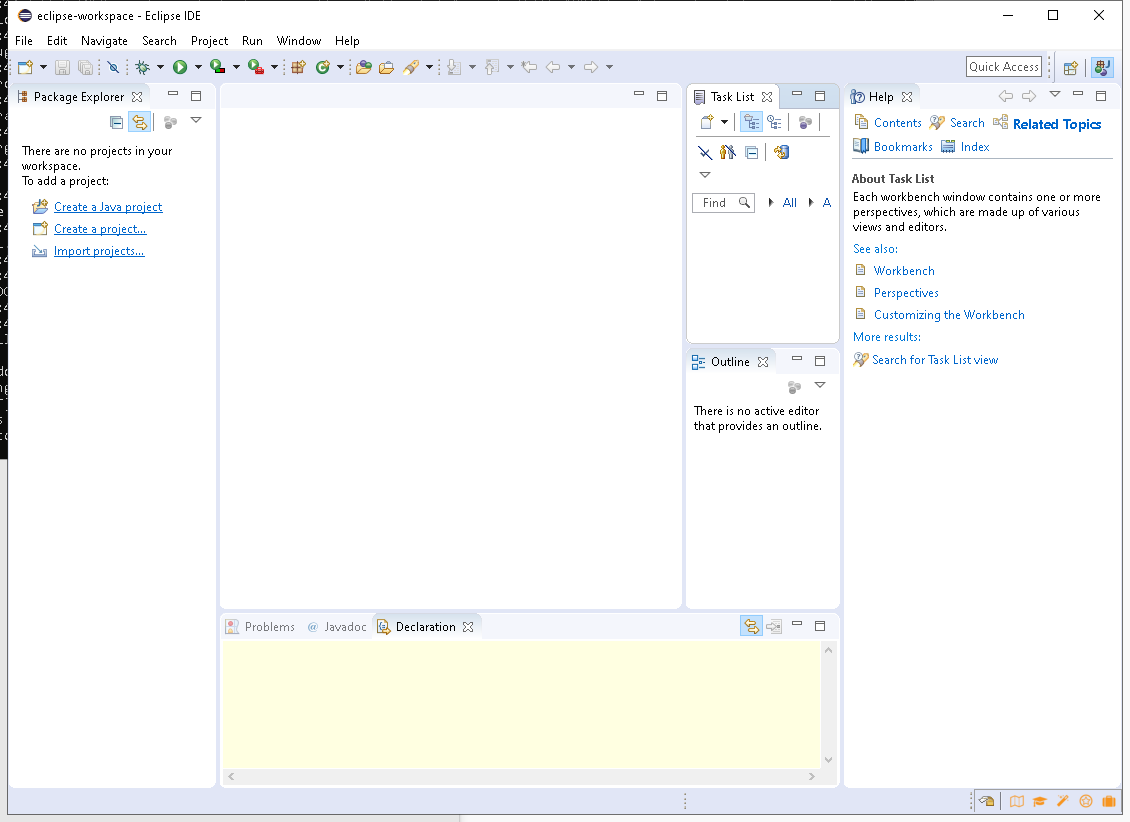 eclipse-workspace - Eclipse IDE
File Edit Navigate Search Project Run Window Help
Quick Access
Package Explorer
There are no projects in your
workspace.
To add a project:
Create a Java project
Create a project...
Import projects...
Task List
Find All A
Outline
There is no active editor
that provides an outline.
Help
Contents Search Related Topics
Bookmarks Index
About Task List
Each workbench window contains one or more
perspectives, which are made up of various
views and editors.
See also:
Workbench
Perspectives
Customizing the Workbench
More results:
Search for Task List view
Problems @ Javadoc Declaration